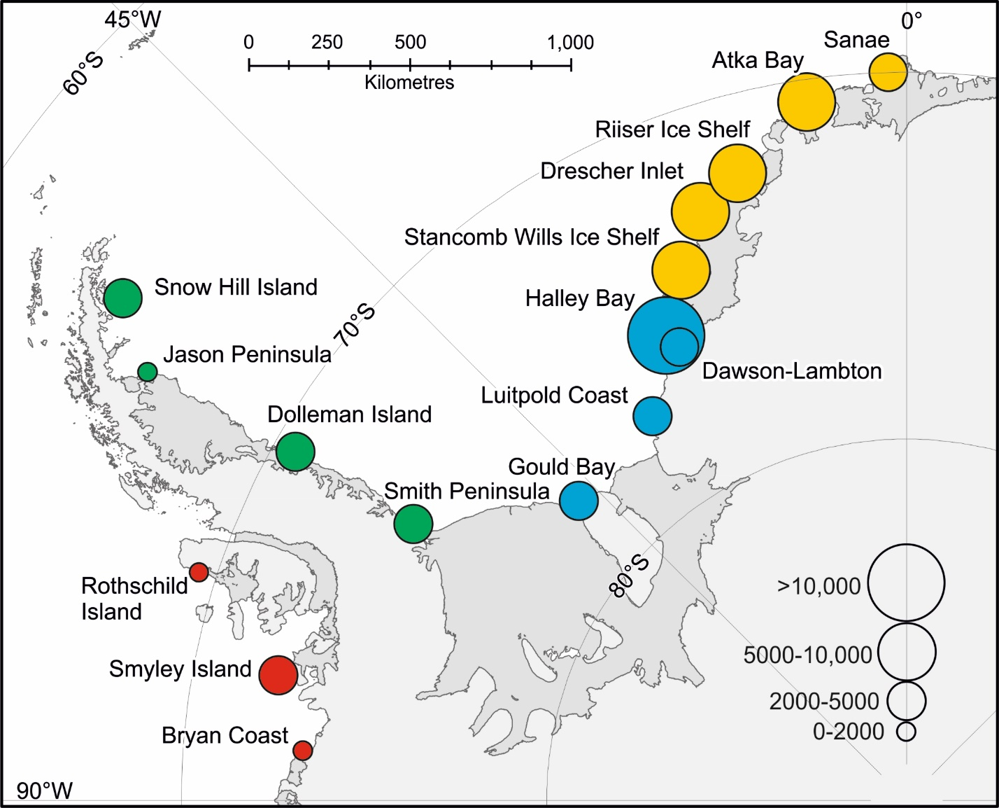 45°W
0°
60°S
0 250 500 1,000
Kilometres
Sanae
Atka Bay
Riiser Ice Shelf
Drescher Inlet
Stancomb Wills Ice Shelf
Snow Hill Island
Halley Bay
70°S
Jason Peninsula
Dawson-Lambton
Luitpold Coast
Dolleman Island
Gould Bay
Smith Peninsula
80°S
Rothschild
Island
>10,000
5000-10,000
Smyley Island
2000-5000
0-2000
Bryan Coast
90°W